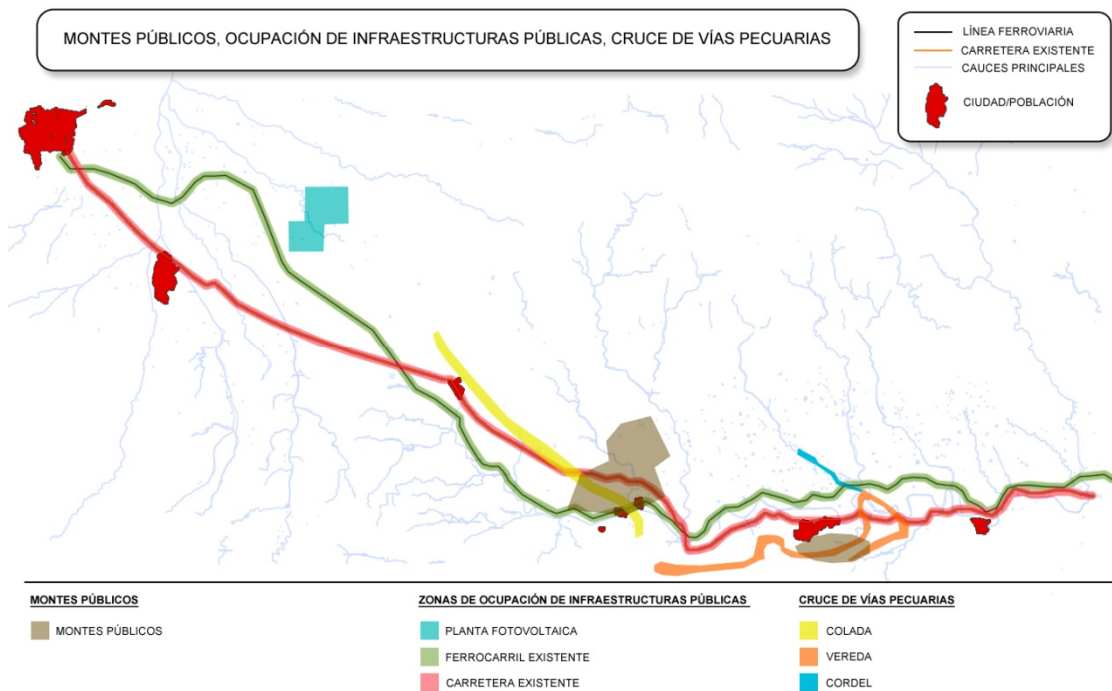 MONTES PÚBLICOS, OCUPACIÓN DE INFRAESTRUCTURAS PÚBLICAS, CRUCE DE VÍAS PECUARIAS
LÍNEA FERROVIARIA
CARRETERA EXISTENTE
CAUCES PRINCIPALES
CIUDAD/POBLACIÓN
MONTES PÚBLICOS
MONTES PÚBLICOS
ZONAS DE OCUPACIÓN DE INFRAESTRUCTURAS PÚBLICAS
PLANTA FOTOVOLTAICA
FERROCARRIL EXISTENTE
CARRETERA EXISTENTE
CRUCE DE VÍAS PECUARIAS
COLADA
VEREDA
CORDEL